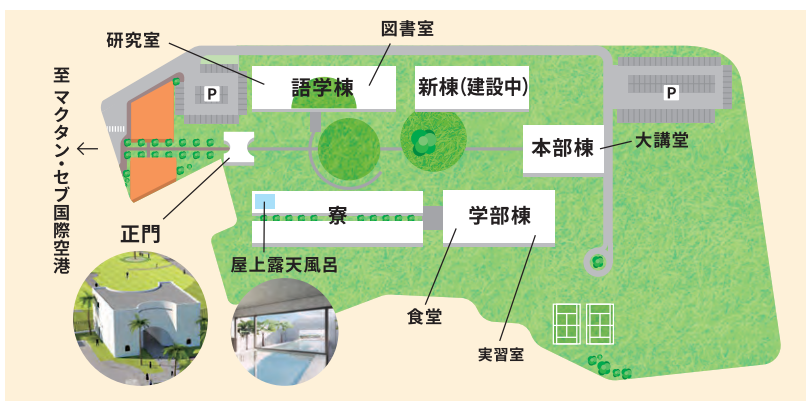 図書室
研究室
語学棟
新棟(建設中)
P
P
至 マクタン・セブ国際空港
本部棟
大講堂
寮
学部棟
正門
屋上露天風呂
食堂
実習室